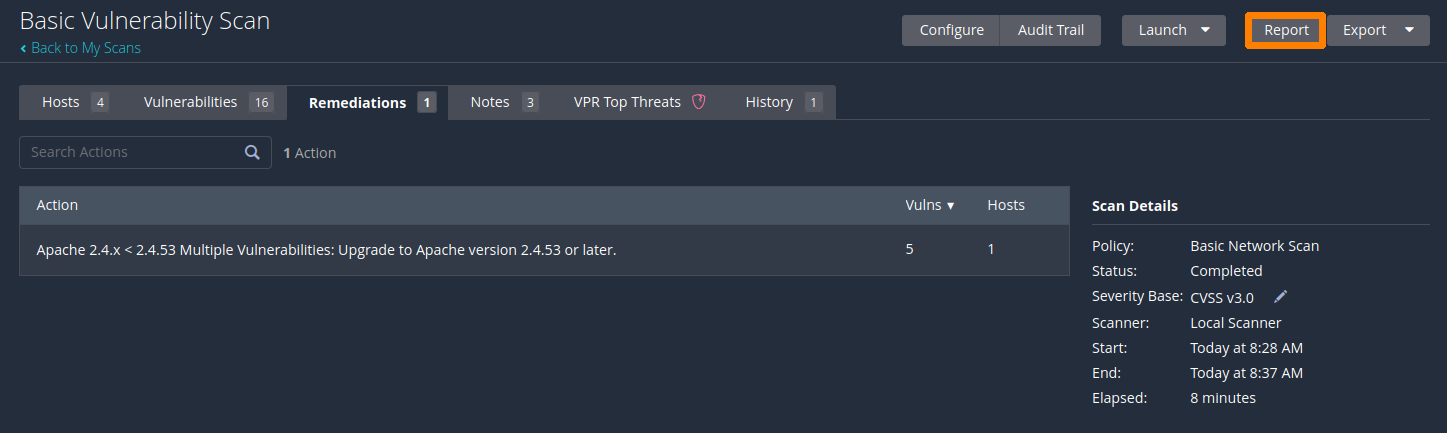 Basic Vulnerability Scan
Back to My Scans
Configure Audit Trail Launch Report Export
Hosts 4 Vulnerabilities 16 Remediations 1 Notes 3 VPR Top Threats History 1
Search Actions 1 Action
Action Vulns Hosts
Apache 2.4.x < 2.4.53 Multiple Vulnerabilities: Upgrade to Apache version 2.4.53 or later. 5 1
Scan Details
Policy: Basic Network Scan
Status: Completed
Severity Base: CVSS v3.0
Scanner: Local Scanner
Start: Today at 8:28 AM
End: Today at 8:37 AM
Elapsed: 8 minutes